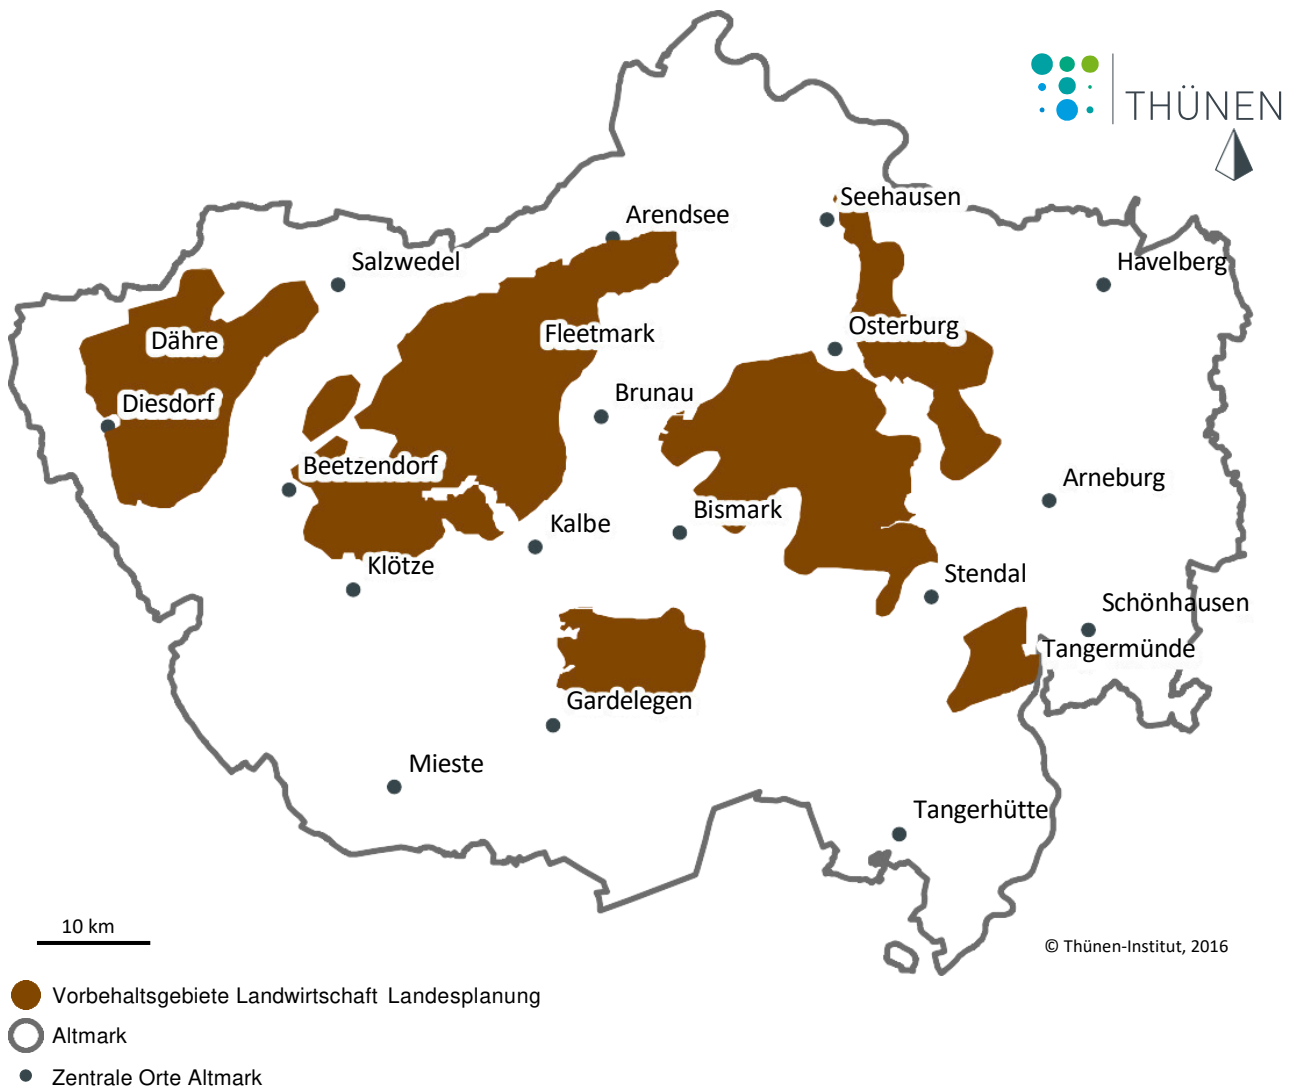 THÜNEN
Seehausen
Arendsee
Salzwedel
Havelberg
Dähre
Fleetmark
Osterburg
Diesdorf
Brunau
Beetzendorf
Arneburg
Bismark
Kalbe
Klötze
Stendal
Schönhausen
Tangermünde
Gardelegen
Mieste
Tangerhütte
10 km
© Thünen-Institut, 2016
Vorbehaltsgebiete Landwirtschaft Landesplanung
Altmark
Zentrale Orte Altmark